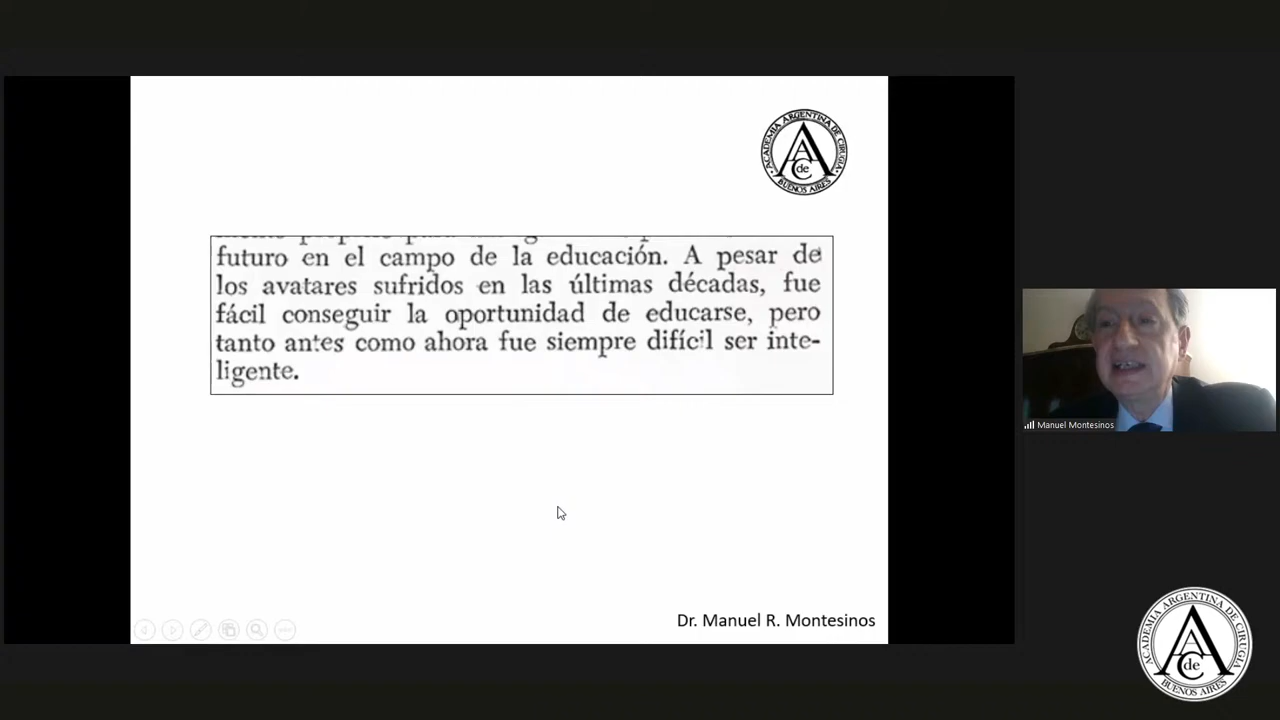 ACADEMIA ARGENTINA DE CIRUGIA
A de C
BUENOS AIRES
futuro en el campo de la educación. A pesar de
los avatares sufridos en las últimas décadas, fue
fácil conseguir la oportunidad de educarse, pero
tanto antes como ahora fue siempre difícil ser inte-
ligente.
Manuel Montesinos
Dr. Manuel R. Montesinos
ACADEMIA ARGENTINA DE CIRUGIA
A de C
BUENOS AIRES